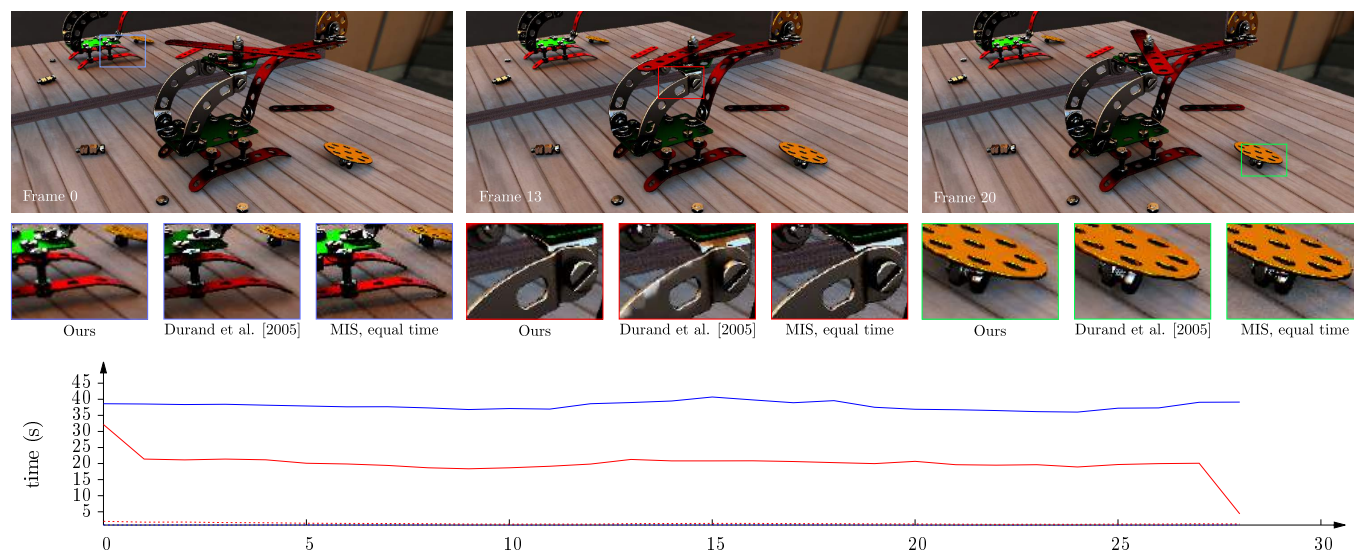 Frame 0
Frame 13
Frame 20
Ours
Durand et al. [2005]
MIS, equal time
Ours
Durand et al. [2005]
MIS, equal time
Ours
Durand et al. [2005]
MIS, equal time
time (s)
45
40
35
30
25
20
15
10
5
0
5
10
15
20
25
30